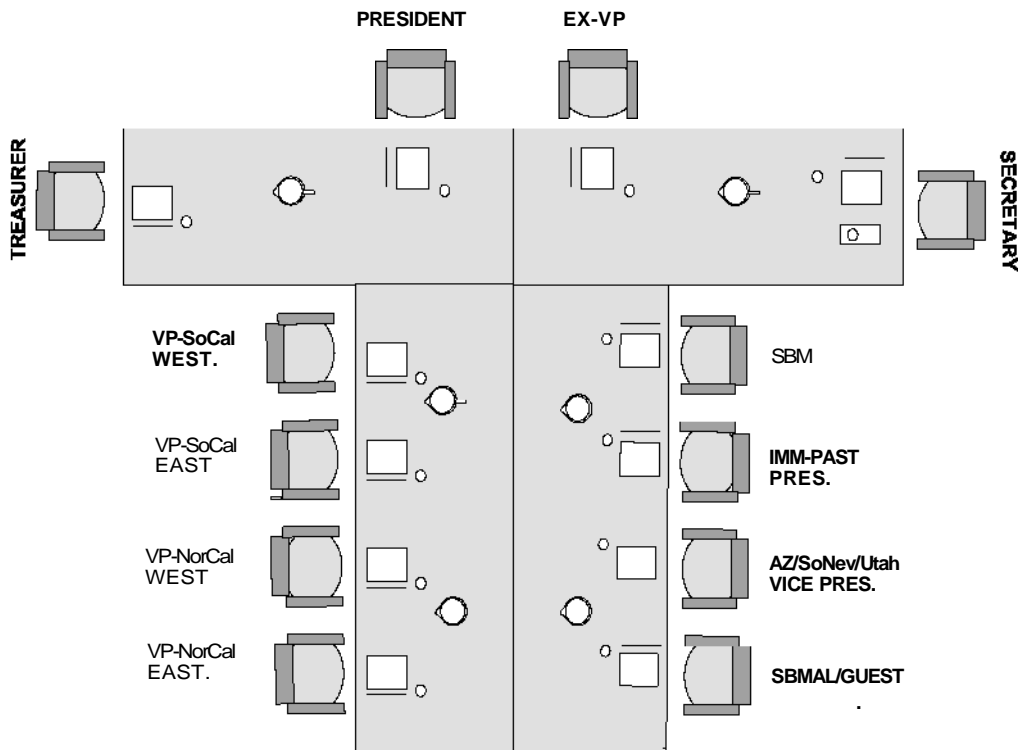 PRESIDENT
EX-VP
TREASURER
SECRETARY
VP-SoCal
WEST.
SBM
VP-SoCal
EAST
IMM-PAST
PRES.
VP-NorCal
WEST
AZ/SoNev/Utah
VICE PRES.
VP-NorCal
EAST.
SBMAL/GUEST
.